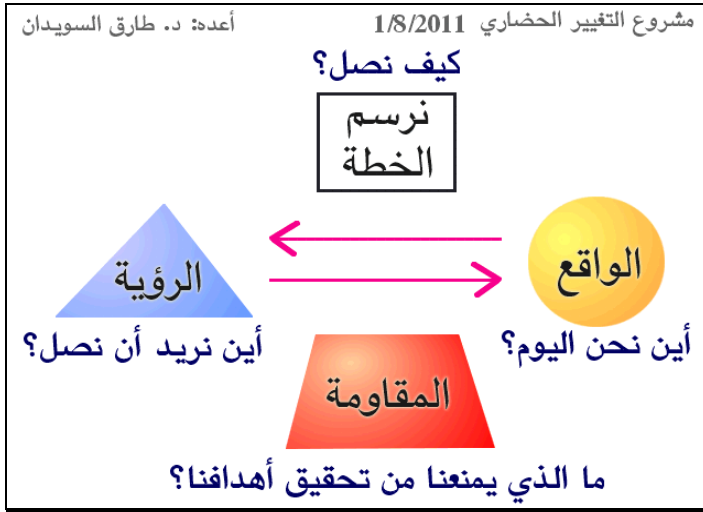 مشروع التغيير الحضاري 1/8/2011
أعده: د. طارق السويدان
كيف نصل؟
نرسم
الخطة
الواقع
أين نحن اليوم؟
الرؤية
أين نريد أن نصل؟
المقاومة
ما الذي يمنعنا من تحقيق أهدافنا؟